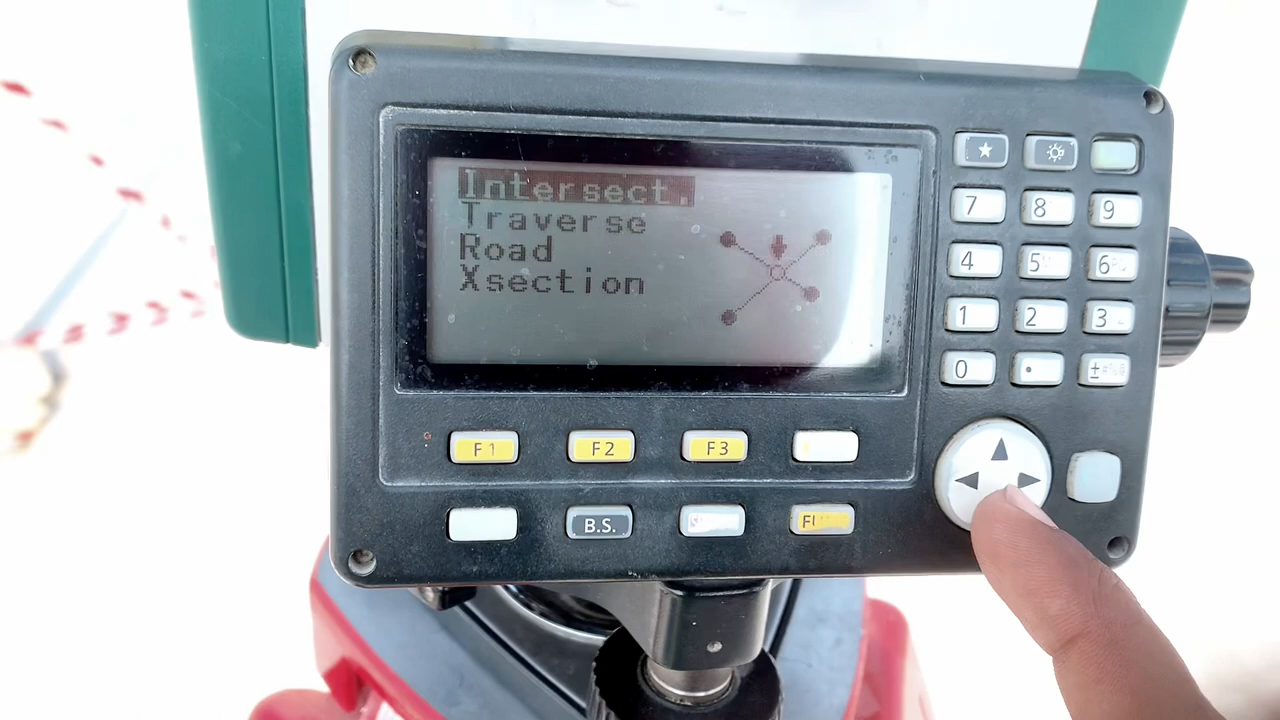 Intersect.
Traverse
Road
Xsection
7 8 9
4 5 6
1 2 3
0 . ±
F1 F2 F3
B.S.